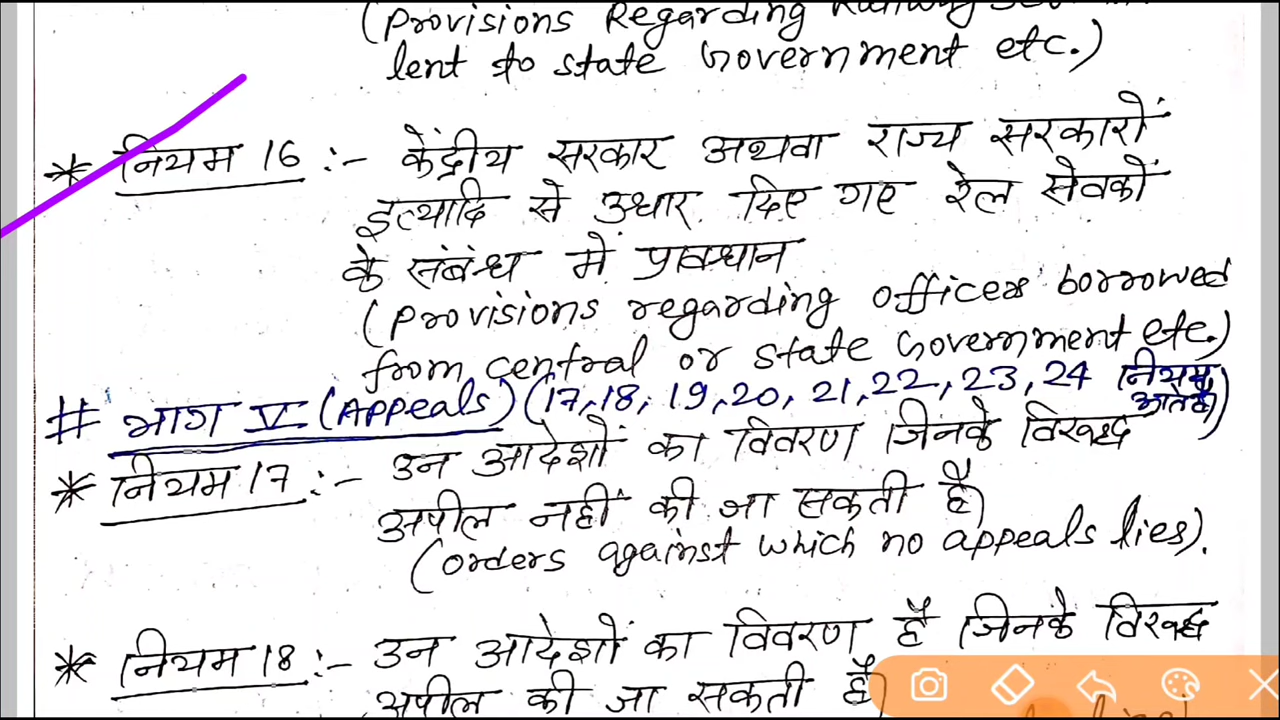 (Provisions Regarding Railway
lent to state Government etc.)
* नियम 16 :- केंद्रीय सरकार अथवा राज्य सरकारों
इत्यादि से उधार दिए गए रेल सेवकों
के संबंन्ध में प्रावधान
(Provisions regarding officers borrowed
from central or state Government etc.)
# भाग V (Appeals) (17,18, 19,20, 21,22,23,24 नियम
आते हैं)
* नियम 17 :- उन आदेशों का विवरण जिनके विरूद्ध
अपील नहीं की जा सकती है
(orders against which no appeals lies).
* नियम 18 :- उन आदेशों का विवरण है जिनके विरूद्ध
अपील की जा सकती है